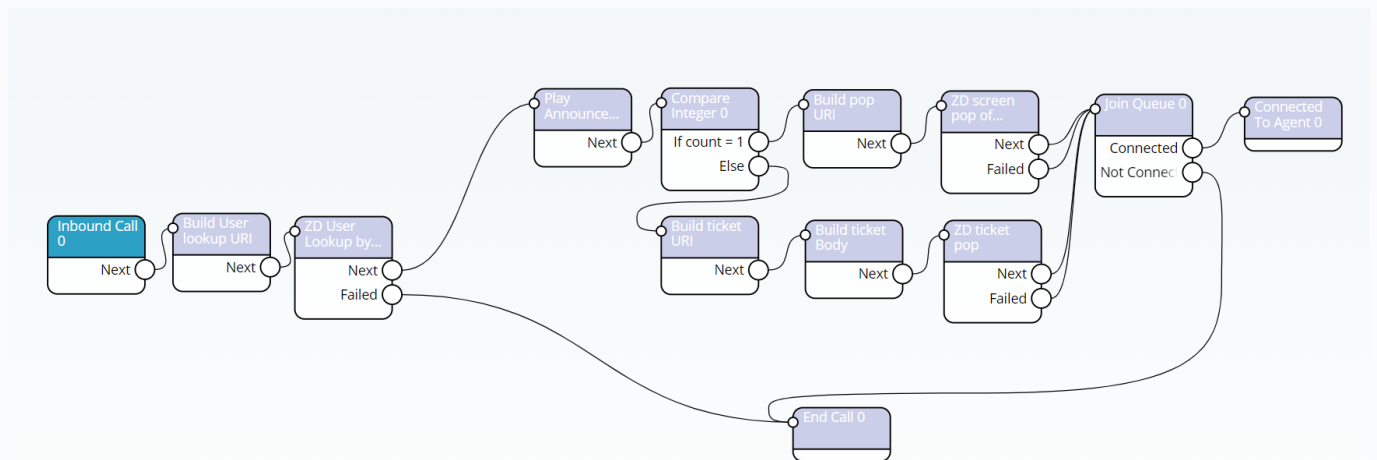 Inbound Call
0
Next
Build User
lookup URI
Next
ZD User
Lookup by...
Next
Failed
Play
Announce...
Next
Compare
Integer 0
If count = 1
Else
Build pop
URI
Next
ZD screen
pop of...
Next
Failed
Build ticket
URI
Next
Build ticket
Body
Next
ZD ticket
pop
Next
Failed
Join Queue 0
Connected
Not Connec
Connected
To Agent 0
End Call 0